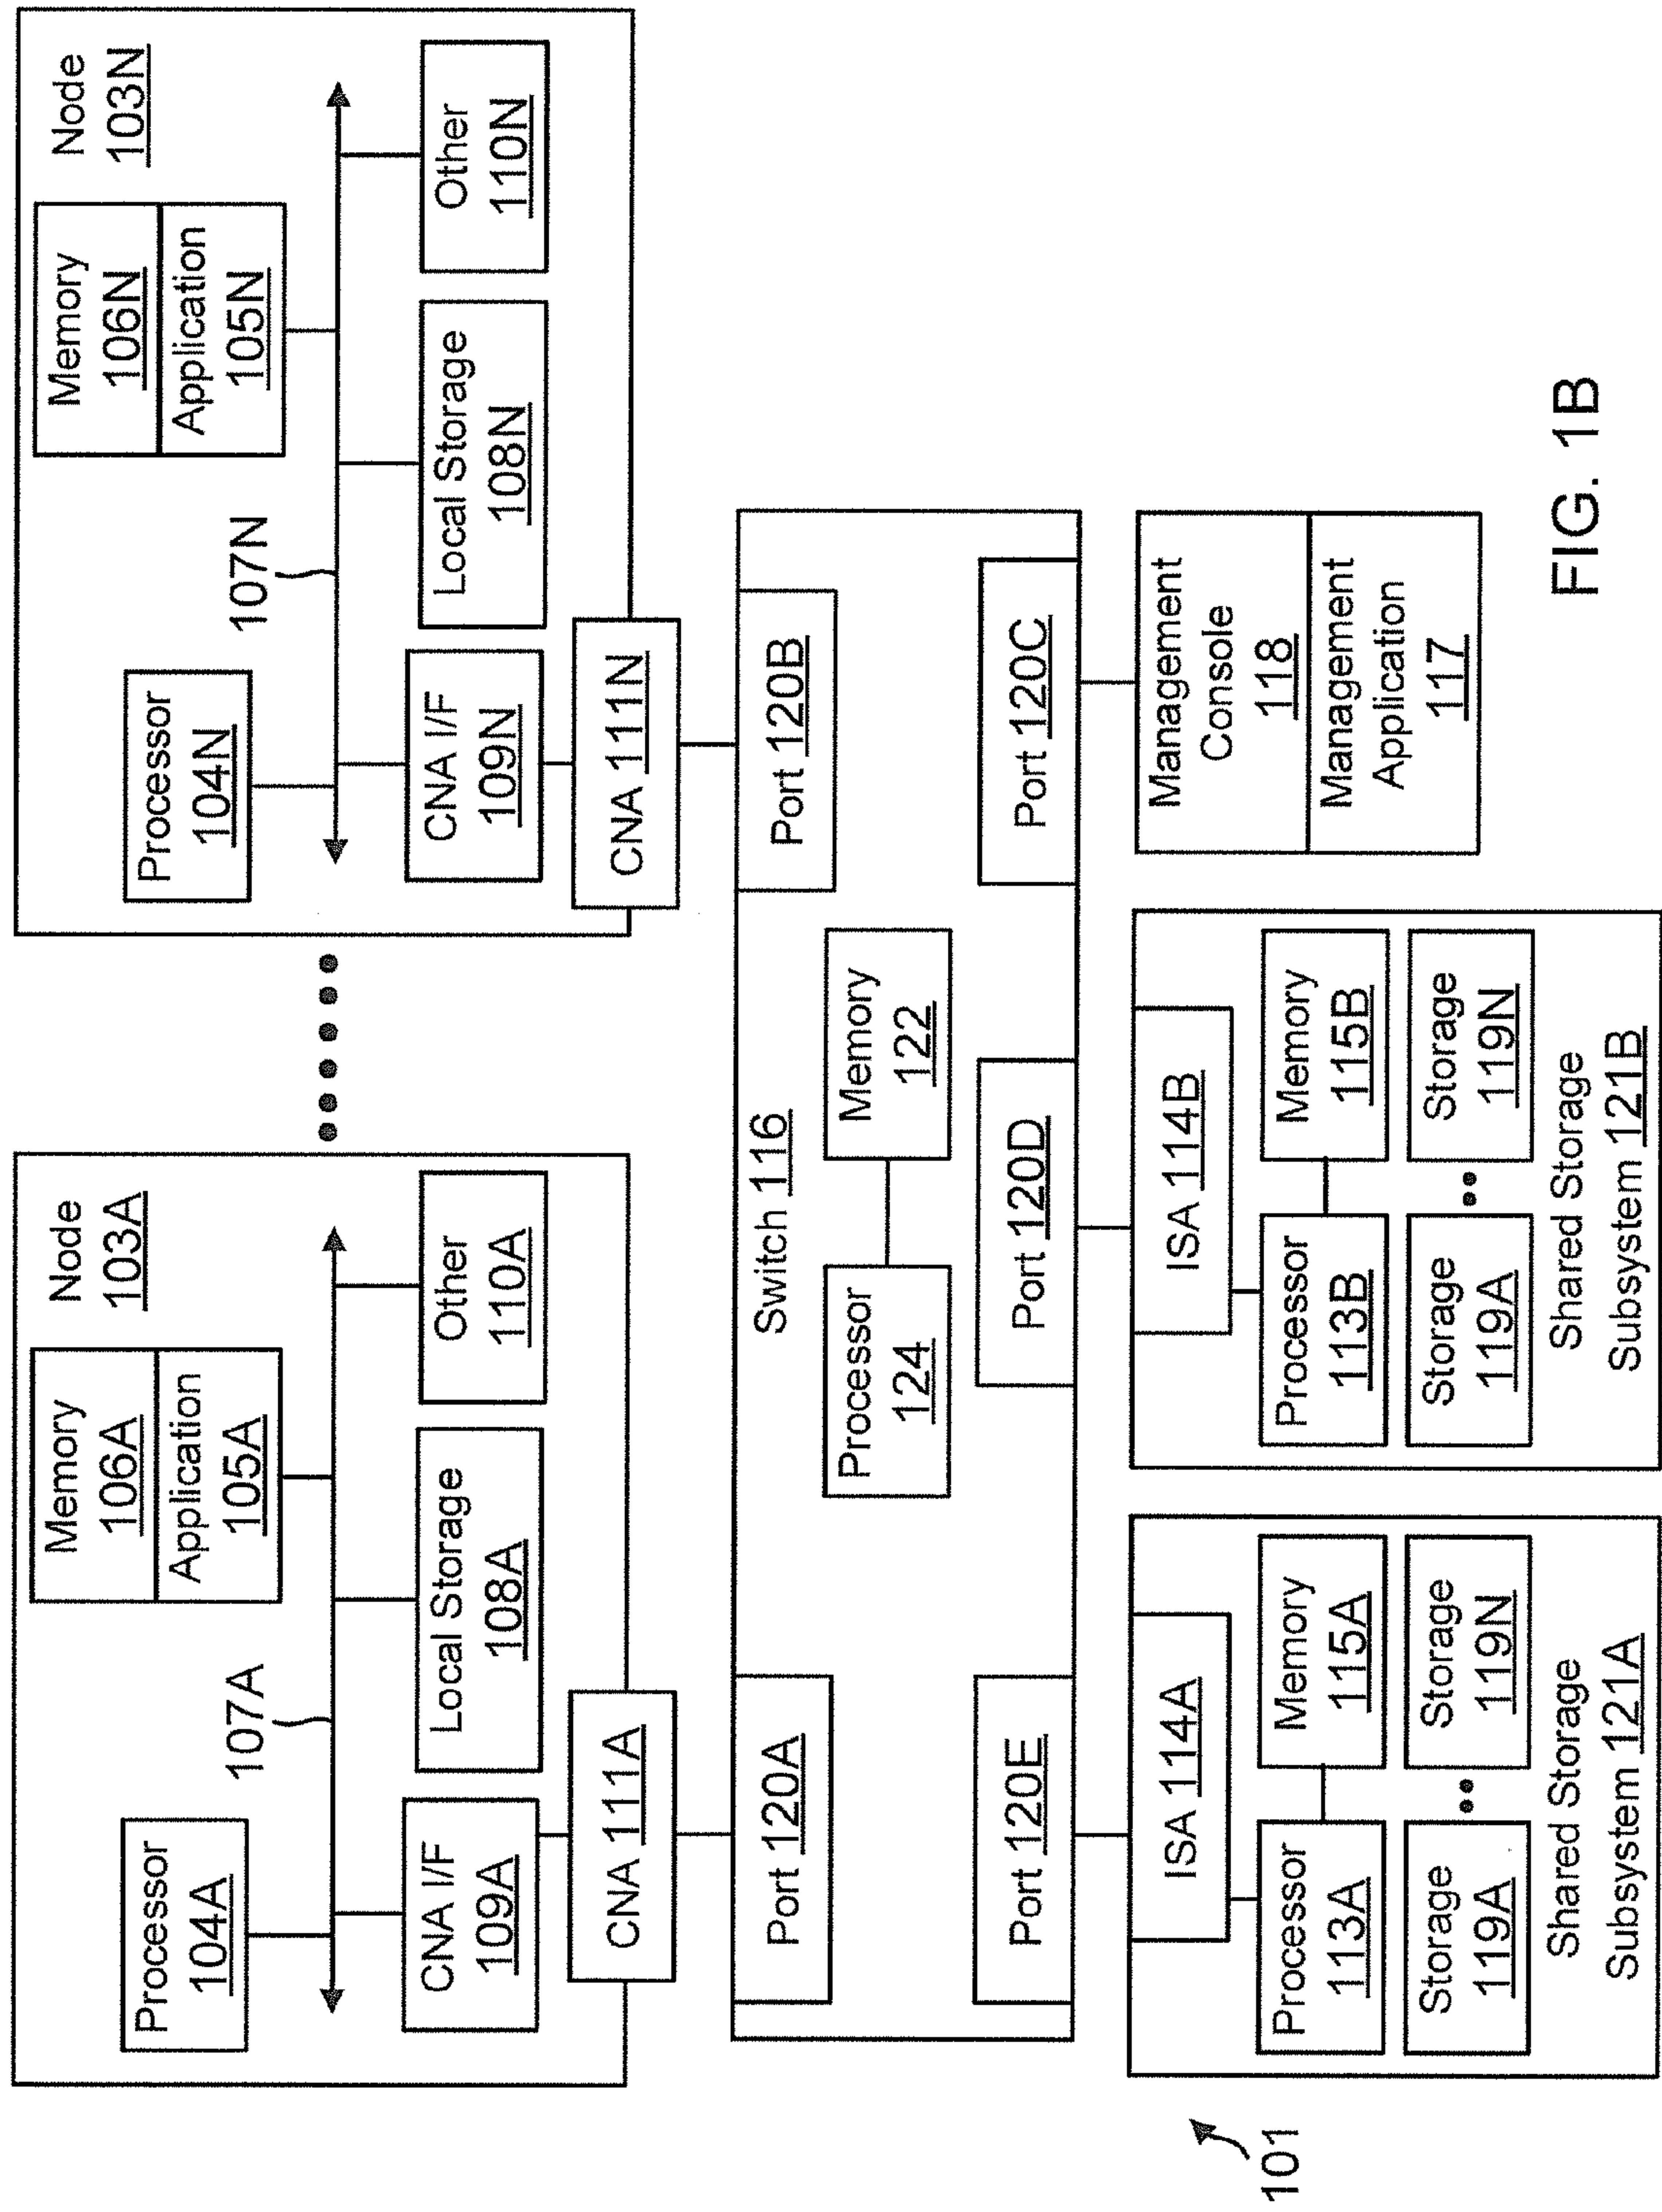 Node
103A
Memory
106A
Application
105A
Processor
104A
107A
CNA I/F
109A
Local Storage
108A
Other
110A
CNA 111A
Node
103N
Memory
106N
Application
105N
Processor
104N
107N
CNA I/F
109N
Local Storage
108N
Other
110N
CNA 111N
Port 120A
Switch 116
Port 120B
Processor
124
Memory
122
Port 120E
Port 120D
Port 120C
ISA 114A
Processor
113A
Memory
115A
Storage
119A
Storage
119N
Shared Storage
Subsystem 121A
ISA 114B
Processor
113B
Memory
115B
Storage
119A
Storage
119N
Shared Storage
Subsystem 121B
Management
Console
118
Management
Application
117
101
FIG. 1B